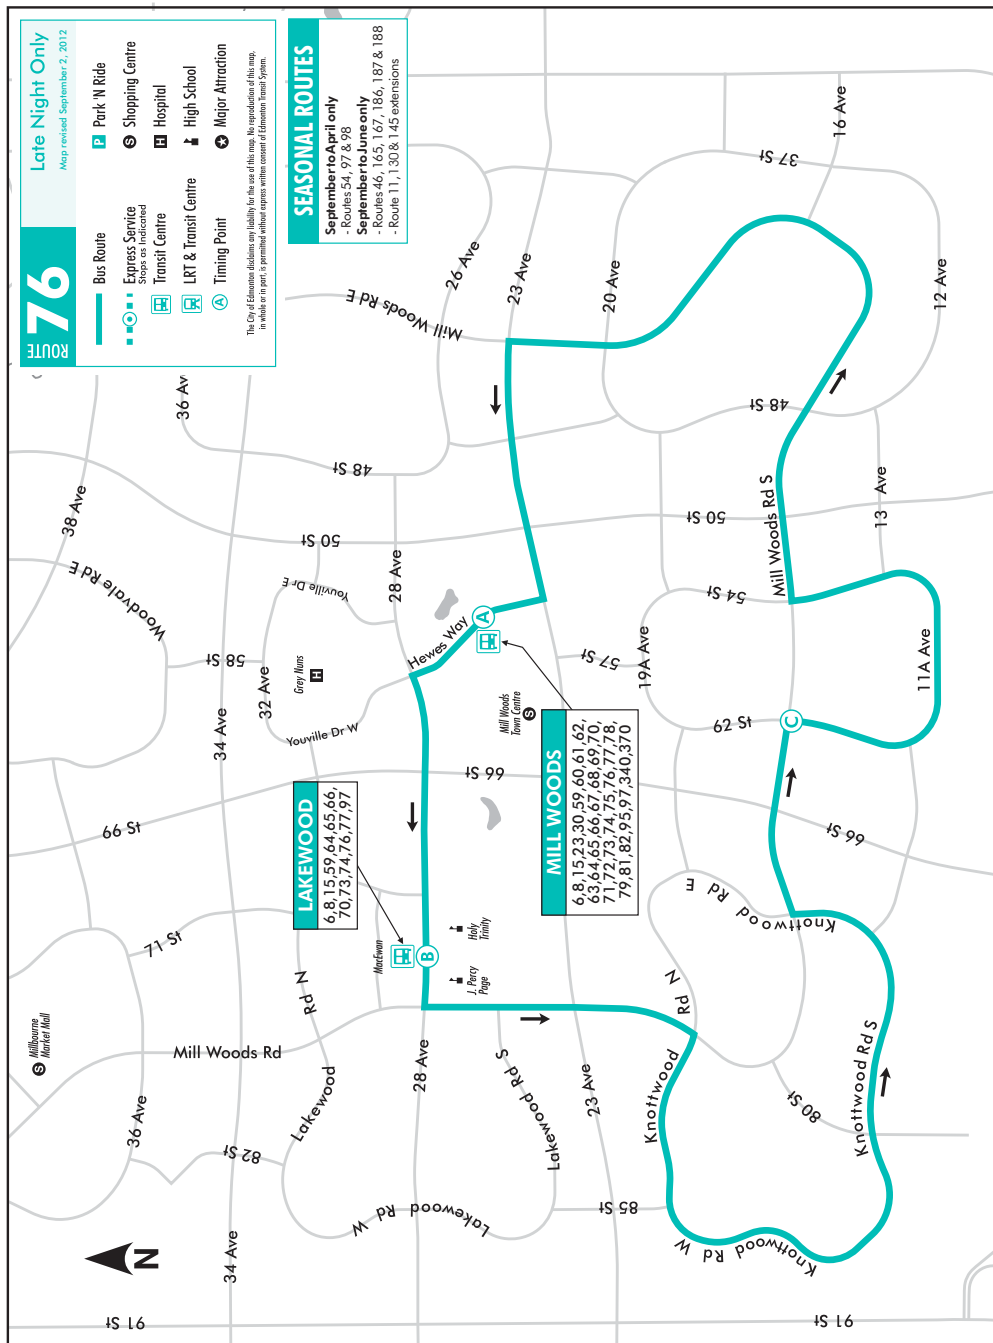 ROUTE 76
Late Night Only
Map revised September 2, 2012
Bus Route
Express Service
Stops as Indicated
Transit Centre
LRT & Transit Centre
A Timing Point
P Park 'N Ride
S Shopping Centre
H Hospital
High School
Major Attraction
The City of Edmonton disclaims any liability for the use of this map. No reproduction of this map,
in whole or in part, is permitted without express written consent of Edmonton Transit System.
SEASONAL ROUTES
September to April only
- Routes 54, 97 & 98
September to June only
- Routes 46, 165, 167, 186, 187 & 188
- Route 11, 130 & 145 extensions
LAKEWOOD
6,8,15,59,64,65,66,
70,73,74,76,77,97
MILL WOODS
6,8,15,23,30,59,60,61,62,
63,64,65,66,67,68,69,70,
71,72,73,74,75,76,77,78,
79,81,82,95,97,340,370
N
91 St
34 Ave
82 St
36 Ave
S
Millbourne
Market Mall
Mill Woods Rd
71 St
66 St
34 Ave
32 Ave
58 St
Woodvale Rd E
38 Ave
36 Av
48 St
50 St
Youville Dr E
Youville Dr W
Grey Nuns
H
28 Ave
Hewes Way
A
Lakewood
Rd N
Lakewood Rd W
Lakewood Rd S
28 Ave
MacEwan
B
J. Percy
Page
Holy
Trinity
66 St
Mill Woods
Town Centre
S
Mill Woods Rd E
26 Ave
23 Ave
20 Ave
37 St
16 Ave
12 Ave
48 St
13 Ave
50 St
Mill Woods Rd S
54 St
57 St
19A Ave
62 St
C
11A Ave
66 St
Knottwood Rd E
Knottwood
Rd N
23 Ave
85 St
80 St
Knottwood Rd S
Knottwood Rd W
91 St